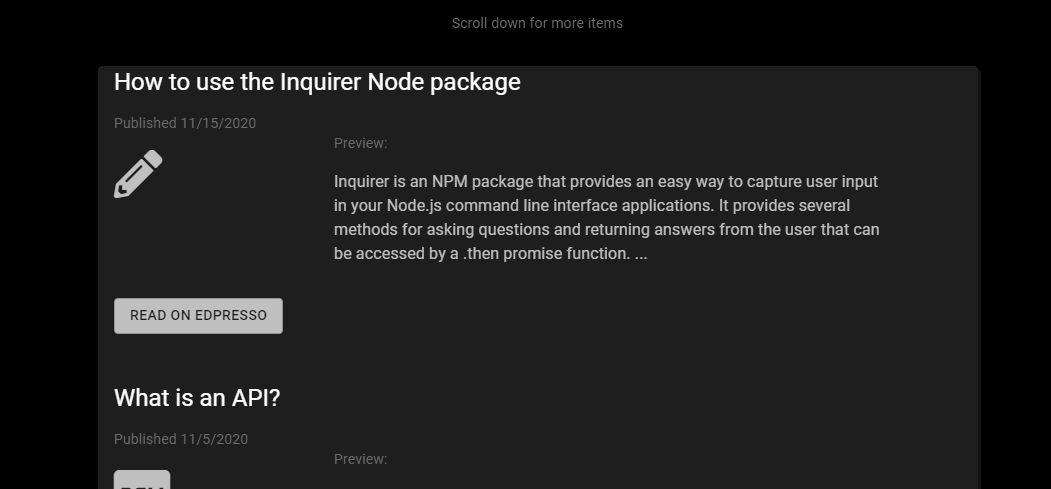 Scroll down for more items
How to use the Inquirer Node package
Published 11/15/2020
Preview:
Inquirer is an NPM package that provides an easy way to capture user input
in your Node.js command line interface applications. It provides several
methods for asking questions and returning answers from the user that can
be accessed by a .then promise function. ...
READ ON EDPRESSO
What is an API?
Published 11/5/2020
Preview: